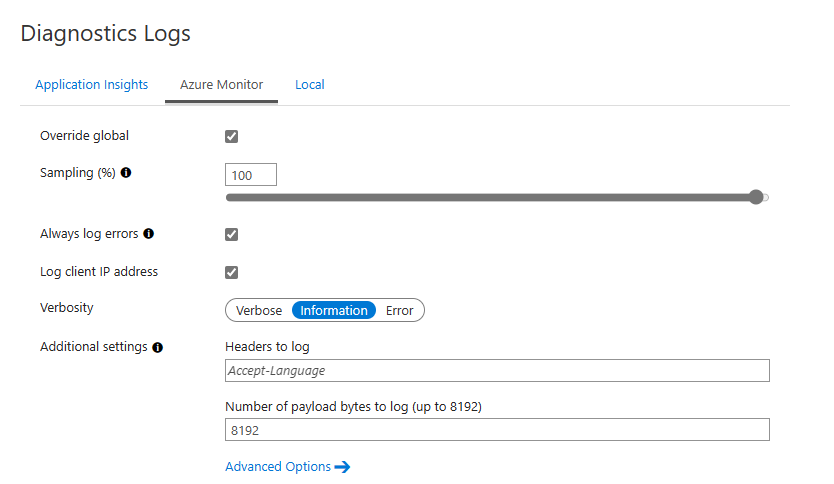 Diagnostics Logs
Application Insights Azure Monitor Local
Override global
Sampling (%) 100
Always log errors
Log client IP address
Verbosity Verbose Information Error
Additional settings Headers to log
Accept-Language
Number of payload bytes to log (up to 8192)
8192
Advanced Options